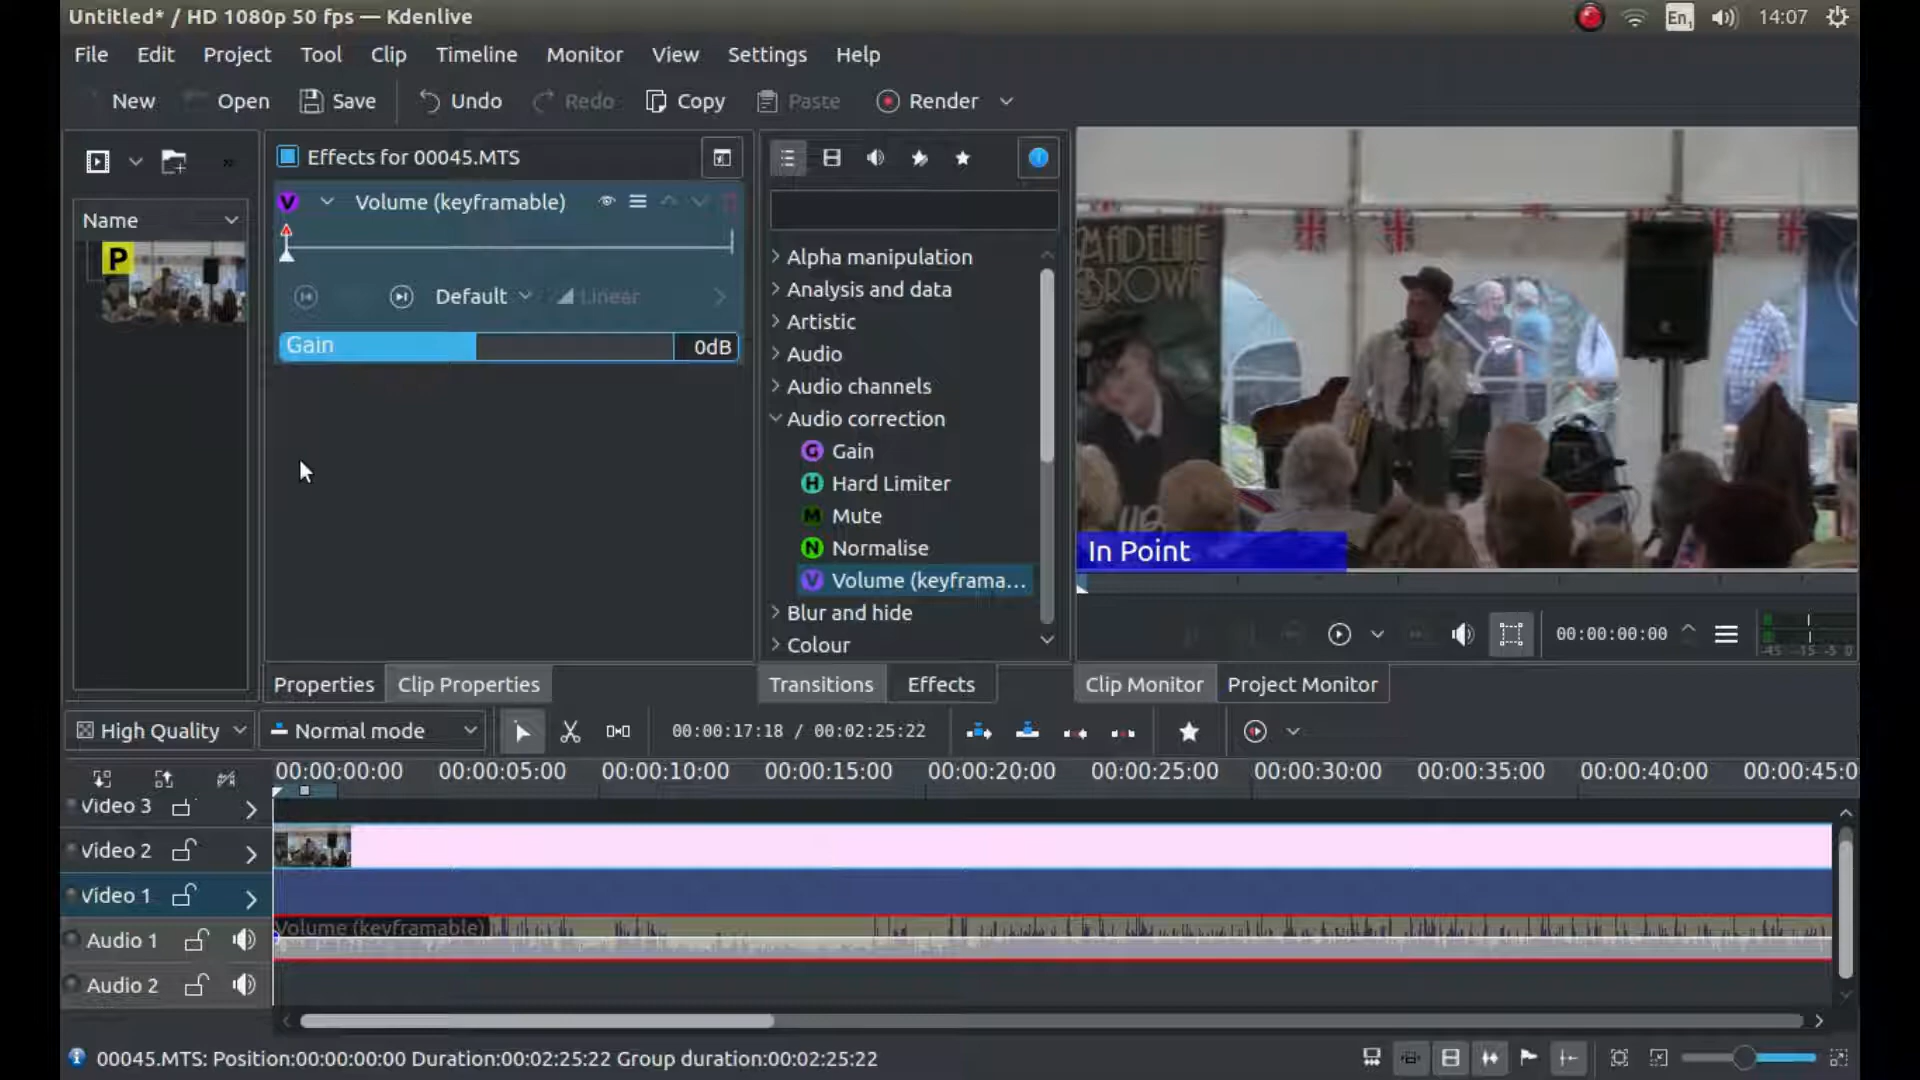 Untitled* / HD 1080p 50 fps — Kdenlive
En1 14:07
File Edit Project Tool Clip Timeline Monitor View Settings Help
New Open Save Undo Redo Copy Paste Render
Effects for 00045.MTS
Name
P
V Volume (keyframable)
Default Linear
Gain 0dB
Alpha manipulation
Analysis and data
Artistic
Audio
Audio channels
Audio correction
G Gain
H Hard Limiter
M Mute
N Normalise
V Volume (keyframa...
Blur and hide
Colour
MADELINE
BROWN
In Point
00:00:00:00
-45 -15 -5 0
Properties Clip Properties
Transitions Effects
Clip Monitor Project Monitor
High Quality Normal mode
00:00:17:18 / 00:02:25:22
00:00:00:00 00:00:05:00 00:00:10:00 00:00:15:00 00:00:20:00 00:00:25:00 00:00:30:00 00:00:35:00 00:00:40:00 00:00:45:0
Video 3
Video 2
Video 1
Volume (keyframable)
Audio 1
Audio 2
00045.MTS: Position:00:00:00:00 Duration:00:02:25:22 Group duration:00:02:25:22